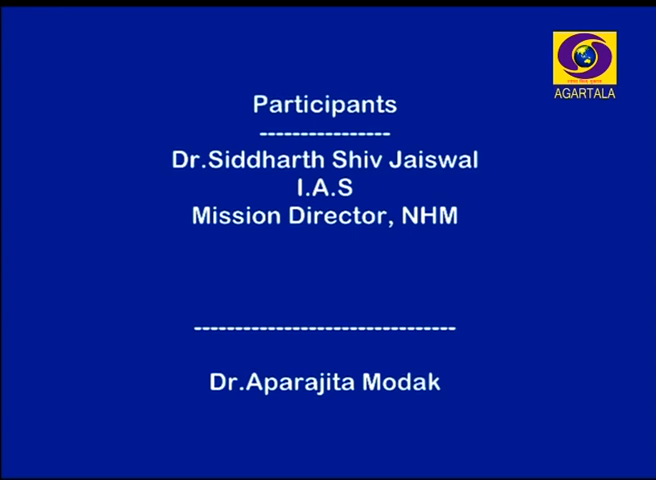 AGARTALA
Participants
----------------
Dr.Siddharth Shiv Jaiswal
I.A.S
Mission Director, NHM
--------------------------------
Dr.Aparajita Modak